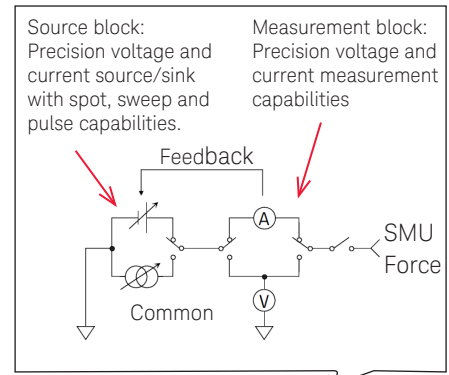 Source block:
Precision voltage and
current source/sink
with spot, sweep and
pulse capabilities.
Measurement block:
Precision voltage and
current measurement
capabilities
Feedback
A
SMU
Force
V
Common